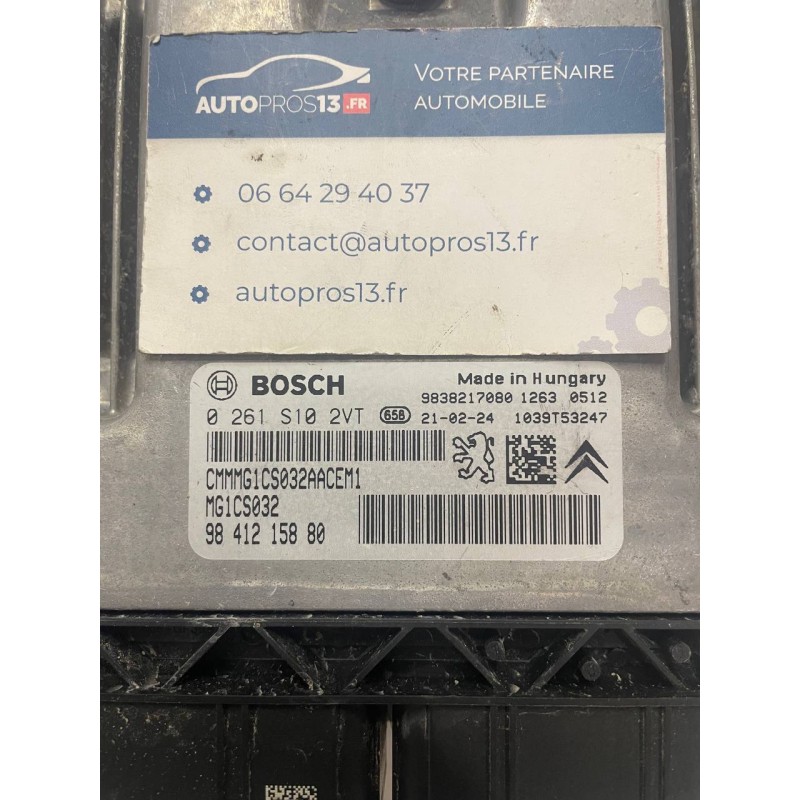 AUTOPROS13.FR
VOTRE PARTENAIRE
AUTOMOBILE
06 64 29 40 37
contact@autopros13.fr
autopros13.fr
BOSCH
Made in Hungary
9838217080 1263 0512
0 261 S10 2VT 658 21-02-24 1039T53247
CMMMG1CS032AACEM1
MG1CS032
98 412 158 80